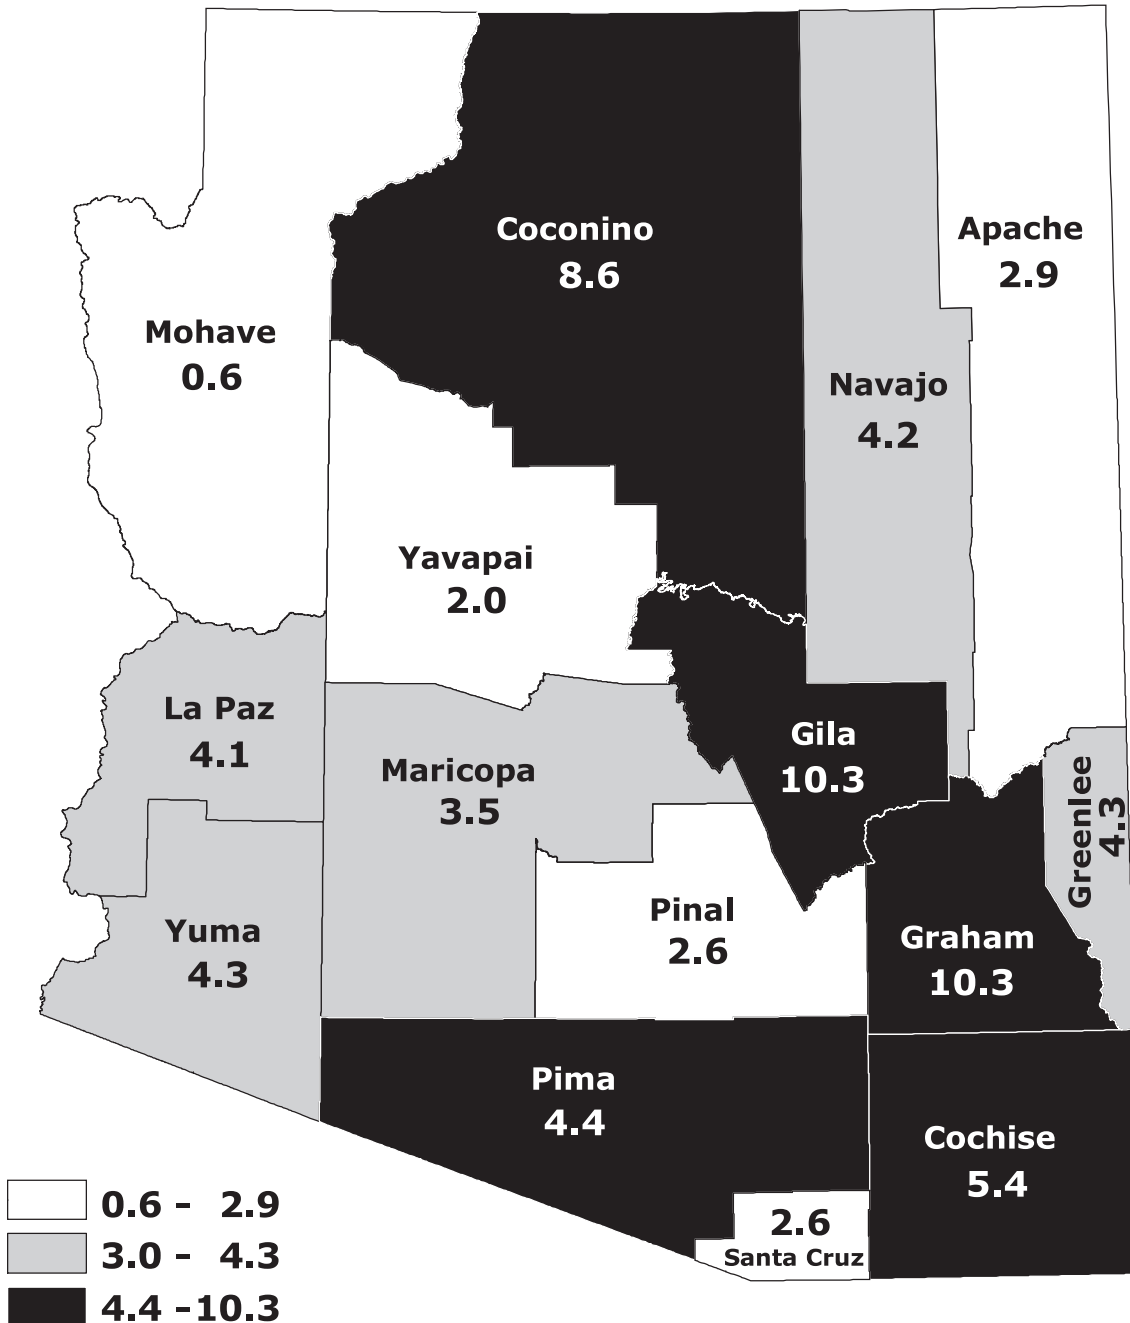 Coconino
8.6
Apache
2.9
Mohave
0.6
Navajo
4.2
Yavapai
2.0
La Paz
4.1
Maricopa
3.5
Gila
10.3
Greenlee
4.3
Yuma
4.3
Pinal
2.6
Graham
10.3
Pima
4.4
Cochise
5.4
2.6
Santa Cruz
0.6 - 2.9
3.0 - 4.3
4.4 -10.3